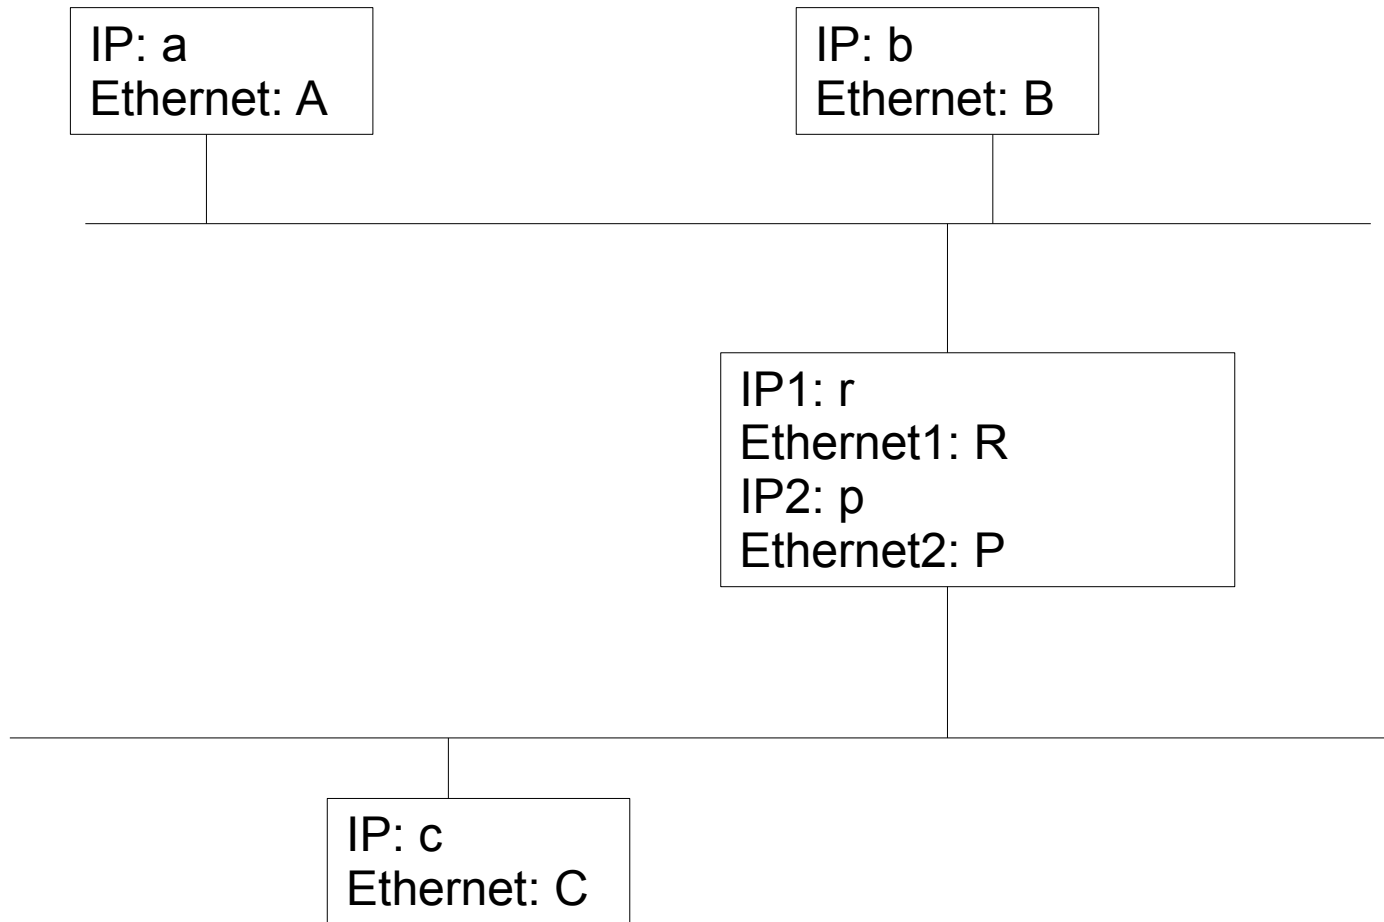 IP: a
Ethernet: A
IP: b
Ethernet: B
IP1: r
Ethernet1: R
IP2: p
Ethernet2: P
IP: c
Ethernet: C